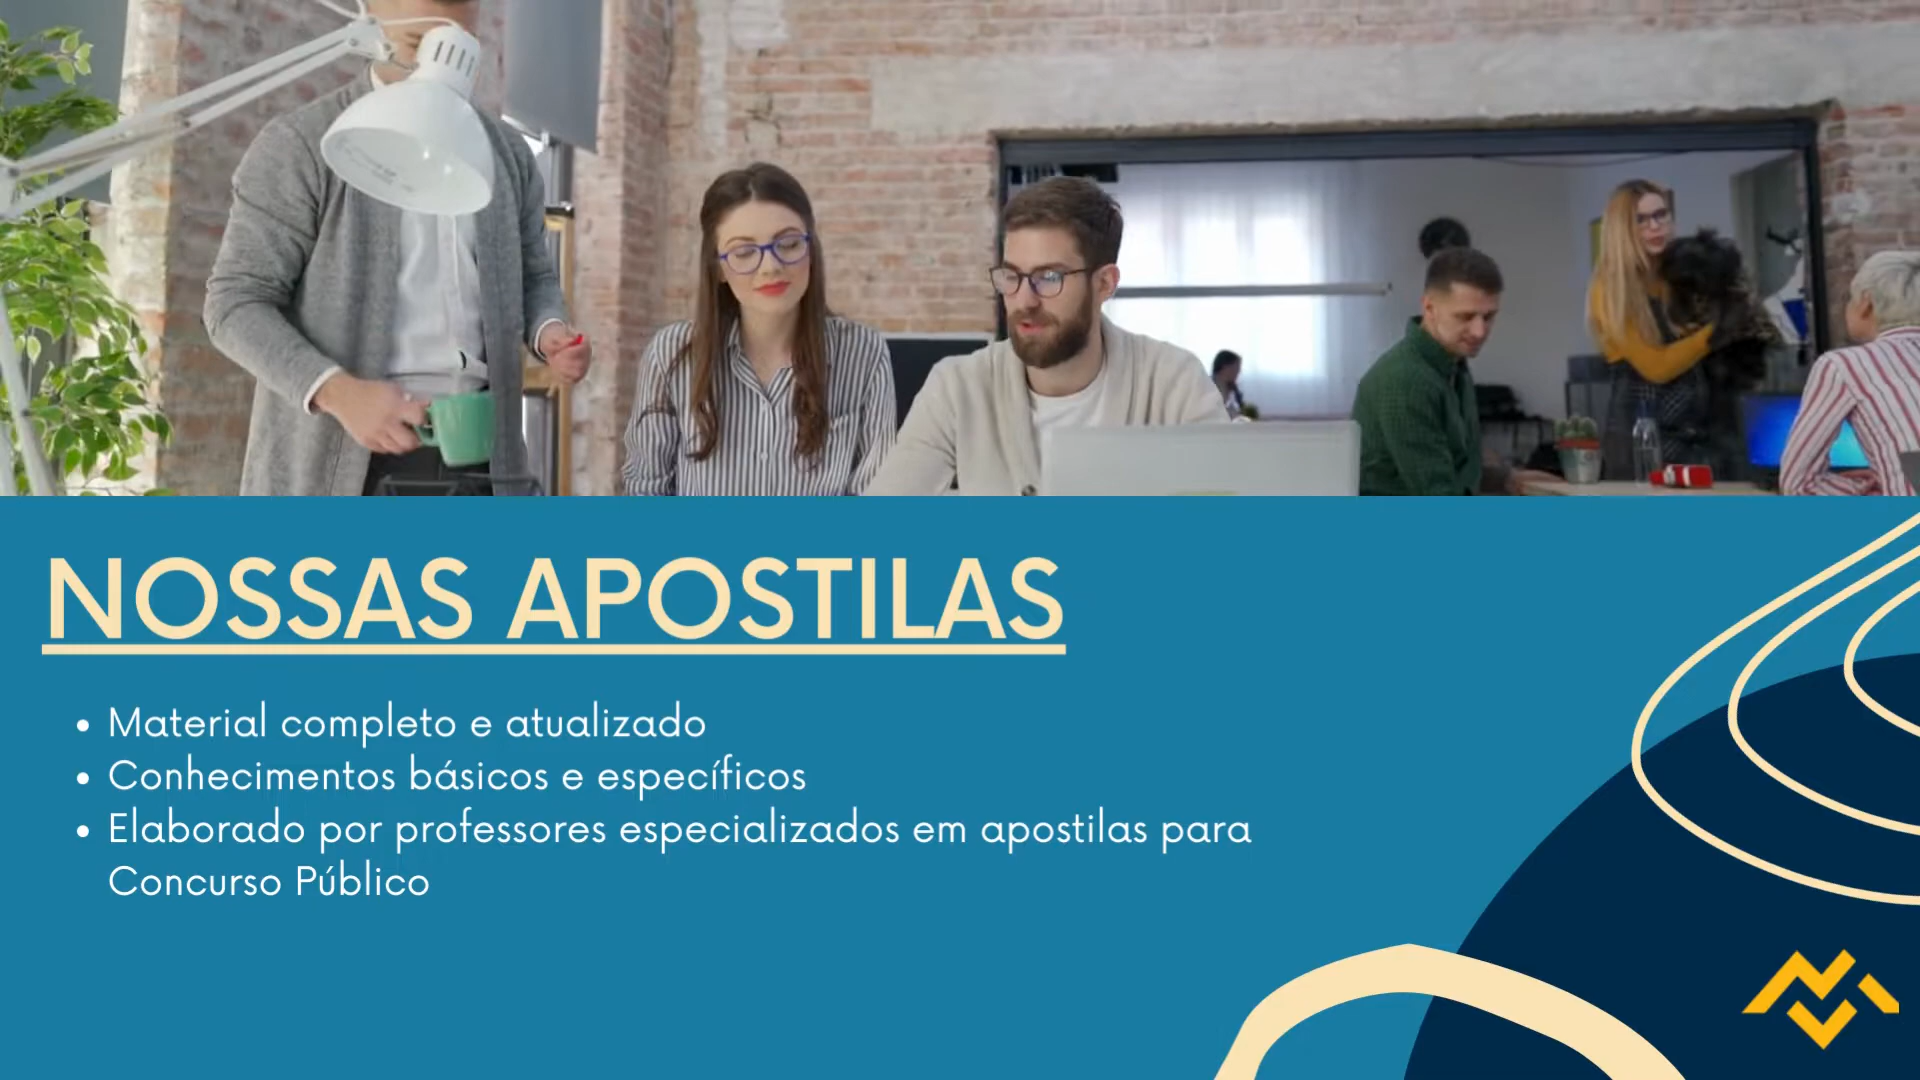 NOSSAS APOSTILAS
• Material completo e atualizado
• Conhecimentos básicos e específicos
• Elaborado por professores especializados em apostilas para
Concurso Público